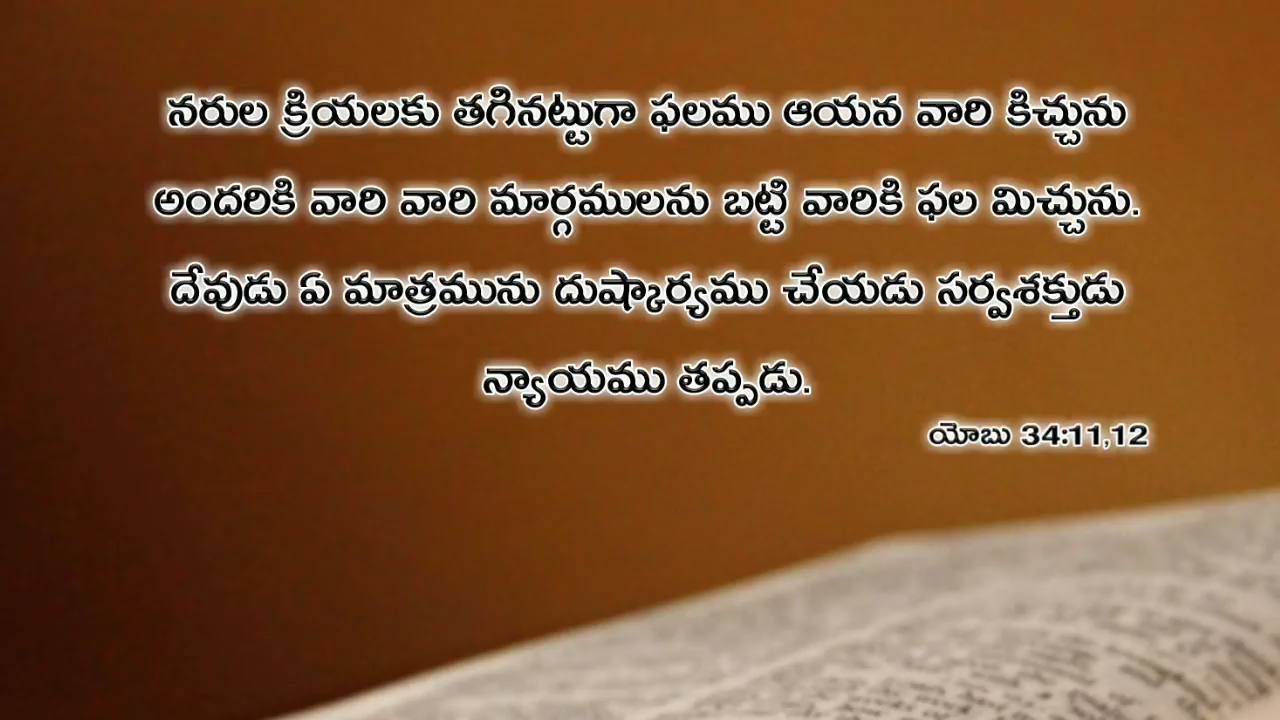 నరుల క్రియలకు తగినట్టుగా ఫలము ఆయన వారి కిచ్చును
అందరికి వారి వారి మార్గములను బట్టి వారికి ఫల మిచ్చును.
దేవుడు ఏ మాత్రమును దుష్కార్యము చేయడు సర్వశక్తుడు
న్యాయము తప్పడు.
యోబు 34:11,12